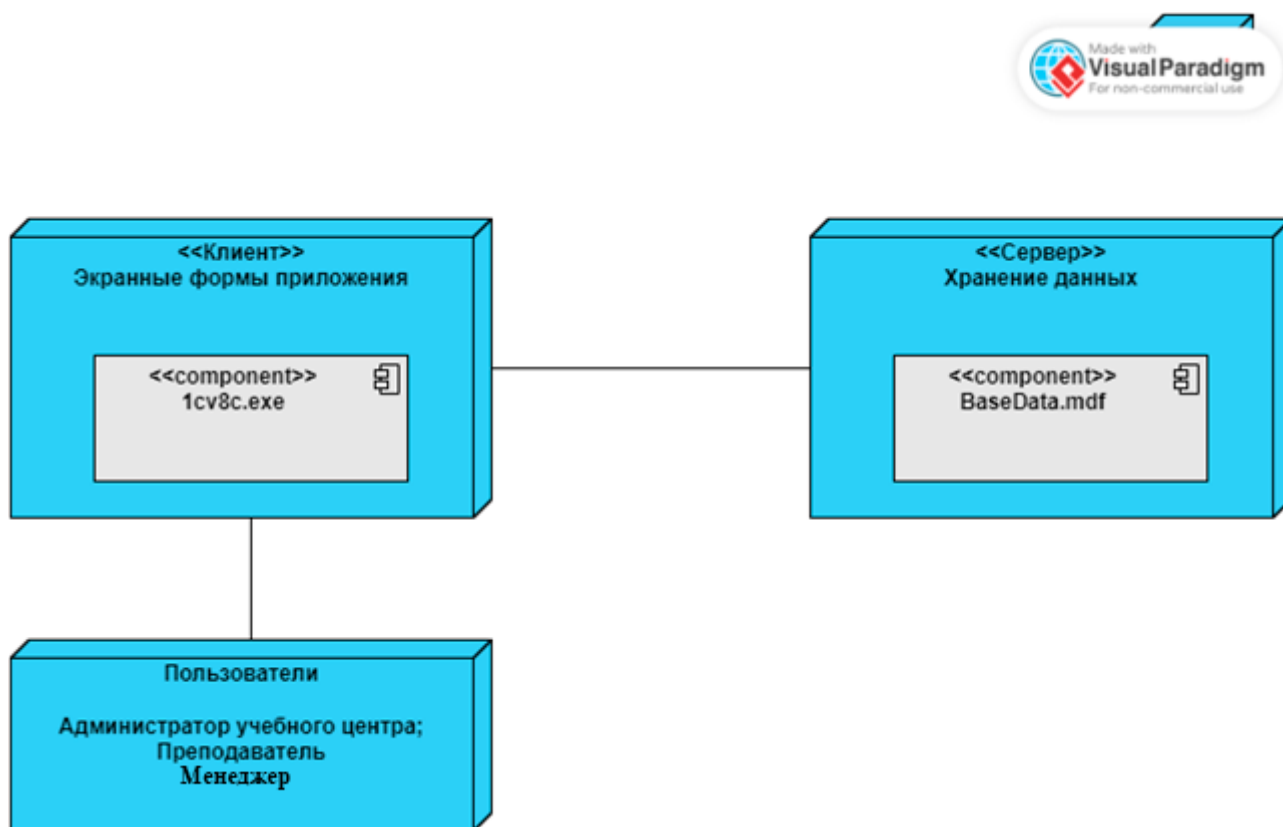 Made with
Visual Paradigm
For non-commercial use
<<Клиент>>
Экранные формы приложения
<<component>>
1cv8c.exe
<<Сервер>>
Хранение данных
<<component>>
BaseData.mdf
Пользователи
Администратор учебного центра;
Преподаватель
Менеджер